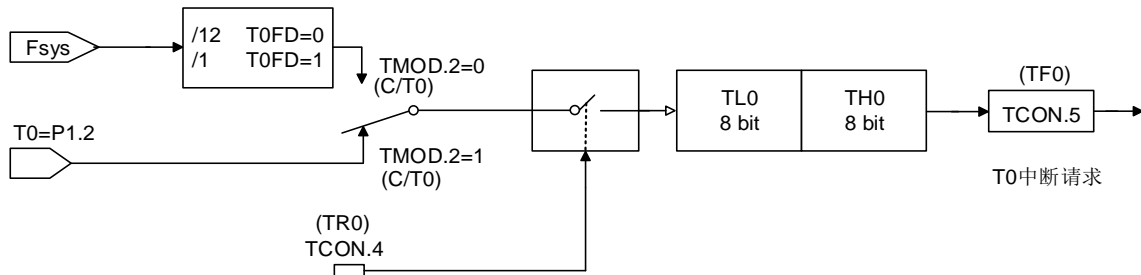 Fsys
/12 T0FD=0
/1 T0FD=1
TMOD.2=0
(C/T0)
T0=P1.2
TMOD.2=1
(C/T0)
(TR0)
TCON.4
TL0
8 bit
TH0
8 bit
(TF0)
TCON.5
T0中断请求